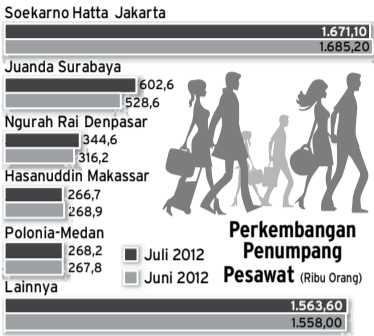 Soekarno Hatta Jakarta
1.671,10
1.685,20
Juanda Surabaya
602,6
528,6
Ngurah Rai Denpasar
344,6
316,2
Hasanuddin Makassar
266,7
268,9
Polonia-Medan
268,2
267,8
Juli 2012
Juni 2012
Perkembangan
Penumpang
Pesawat (Ribu Orang)
Lainnya
1.563,60
1.558,00